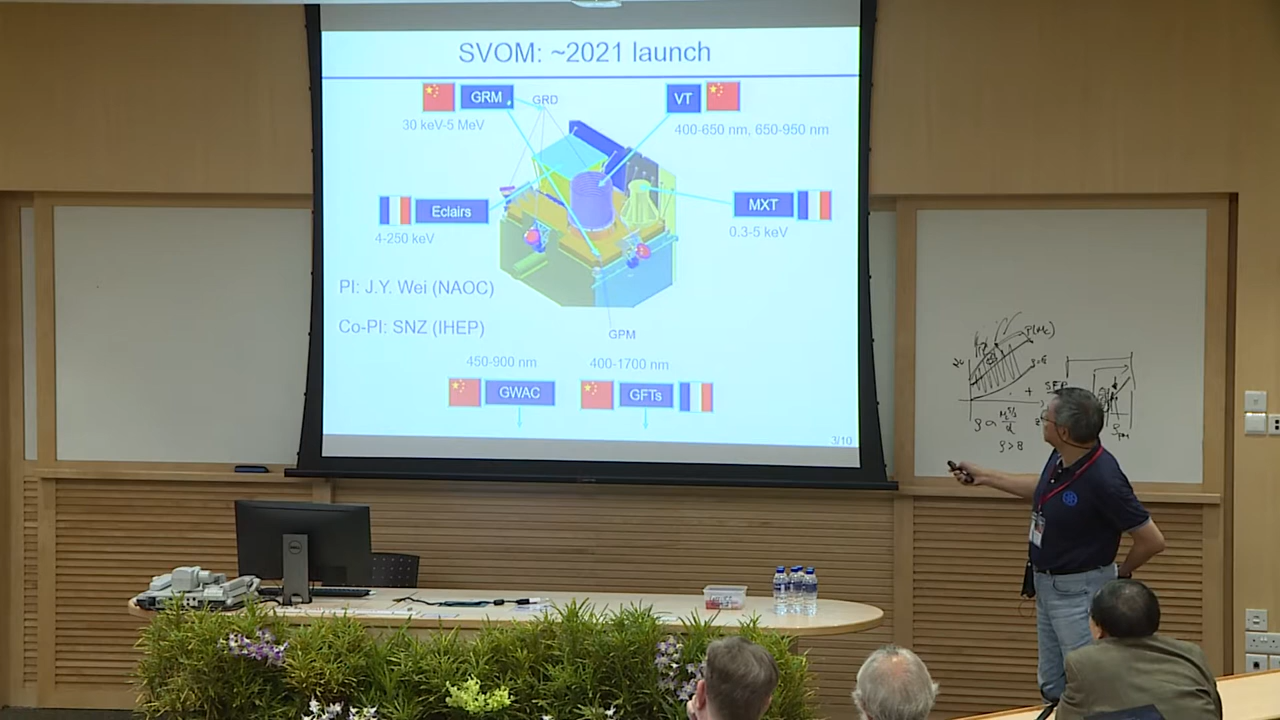 SVOM: ~2021 launch
GRM
GRD
VT
30 keV-5 MeV
400-650 nm, 650-950 nm
Eclairs
MXT
4-250 keV
0.3-5 keV
PI: J.Y. Wei (NAOC)
Co-PI: SNZ (IHEP)
GPM
450-900 nm
400-1700 nm
GWAC
GFTs
3/10
DELL